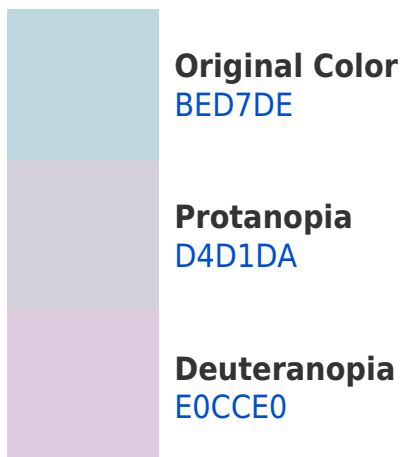 Original Color
BED7DE
Protanopia
D4D1DA
Deuteranopia
E0CCE0